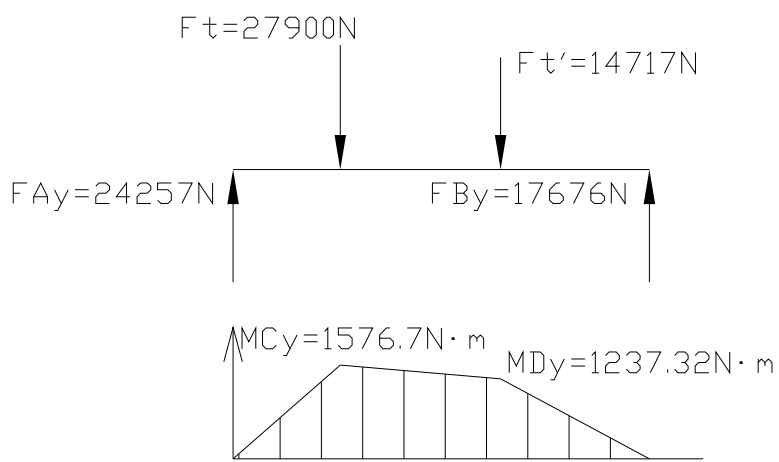 Ft=27900N
Ft'=14717N
FAy=24257N
FBy=17676N
MCy=1576.7N·m
MDy=1237.32N·m